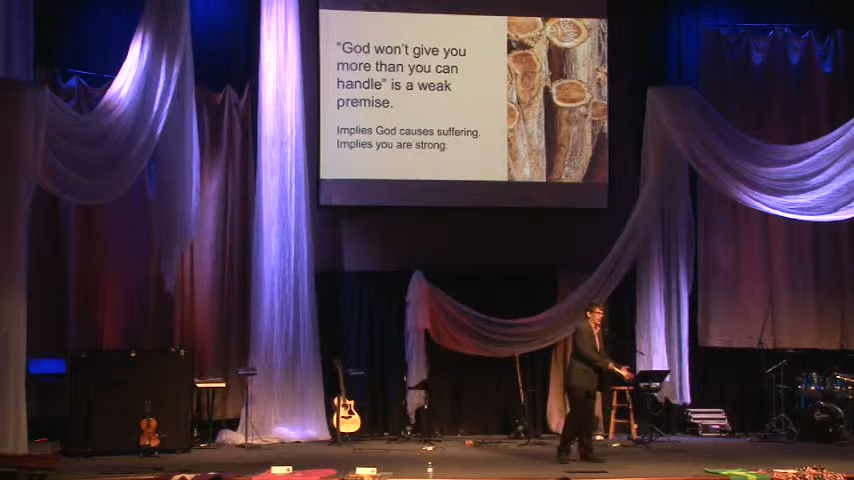 "God won't give you
more than you can
handle" is a weak
premise.
Implies God causes suffering.
Implies you are strong.